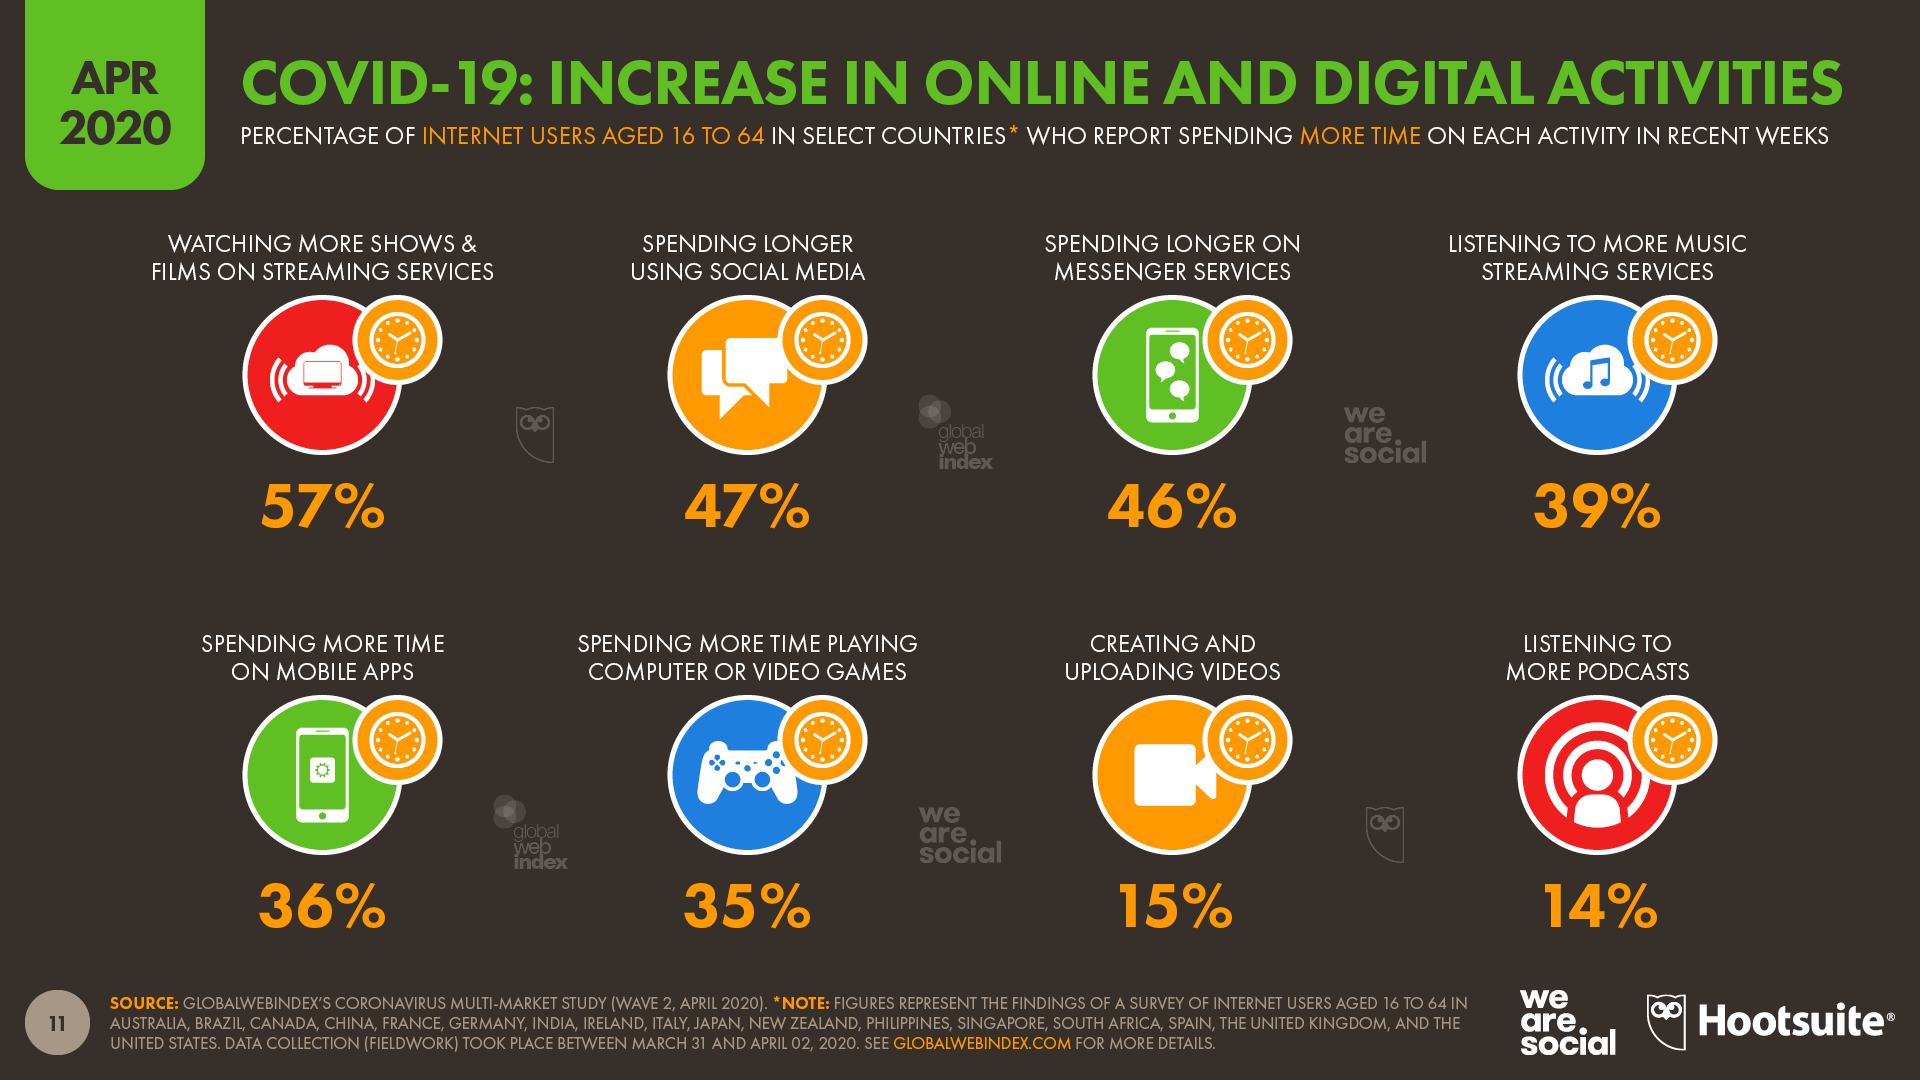 APR
2020
COVID-19: INCREASE IN ONLINE AND DIGITAL ACTIVITIES
PERCENTAGE OF INTERNET USERS AGED 16 TO 64 IN SELECT COUNTRIES* WHO REPORT SPENDING MORE TIME ON EACH ACTIVITY IN RECENT WEEKS
WATCHING MORE SHOWS &
FILMS ON STREAMING SERVICES
57%
SPENDING LONGER
USING SOCIAL MEDIA
47%
SPENDING LONGER ON
MESSENGER SERVICES
46%
LISTENING TO MORE MUSIC
STREAMING SERVICES
39%
global
web
index
we
are
social
SPENDING MORE TIME
ON MOBILE APPS
36%
SPENDING MORE TIME PLAYING
COMPUTER OR VIDEO GAMES
35%
CREATING AND
UPLOADING VIDEOS
15%
LISTENING TO
MORE PODCASTS
14%
global
web
index
we
are
social
11
SOURCE: GLOBALWEBINDEX'S CORONAVIRUS MULTI-MARKET STUDY (WAVE 2, APRIL 2020). *NOTE: FIGURES REPRESENT THE FINDINGS OF A SURVEY OF INTERNET USERS AGED 16 TO 64 IN
AUSTRALIA, BRAZIL, CANADA, CHINA, FRANCE, GERMANY, INDIA, IRELAND, ITALY, JAPAN, NEW ZEALAND, PHILIPPINES, SINGAPORE, SOUTH AFRICA, SPAIN, THE UNITED KINGDOM, AND THE
UNITED STATES. DATA COLLECTION (FIELDWORK) TOOK PLACE BETWEEN MARCH 31 AND APRIL 02, 2020. SEE GLOBALWEBINDEX.COM FOR MORE DETAILS.
we
are
social
Hootsuite®